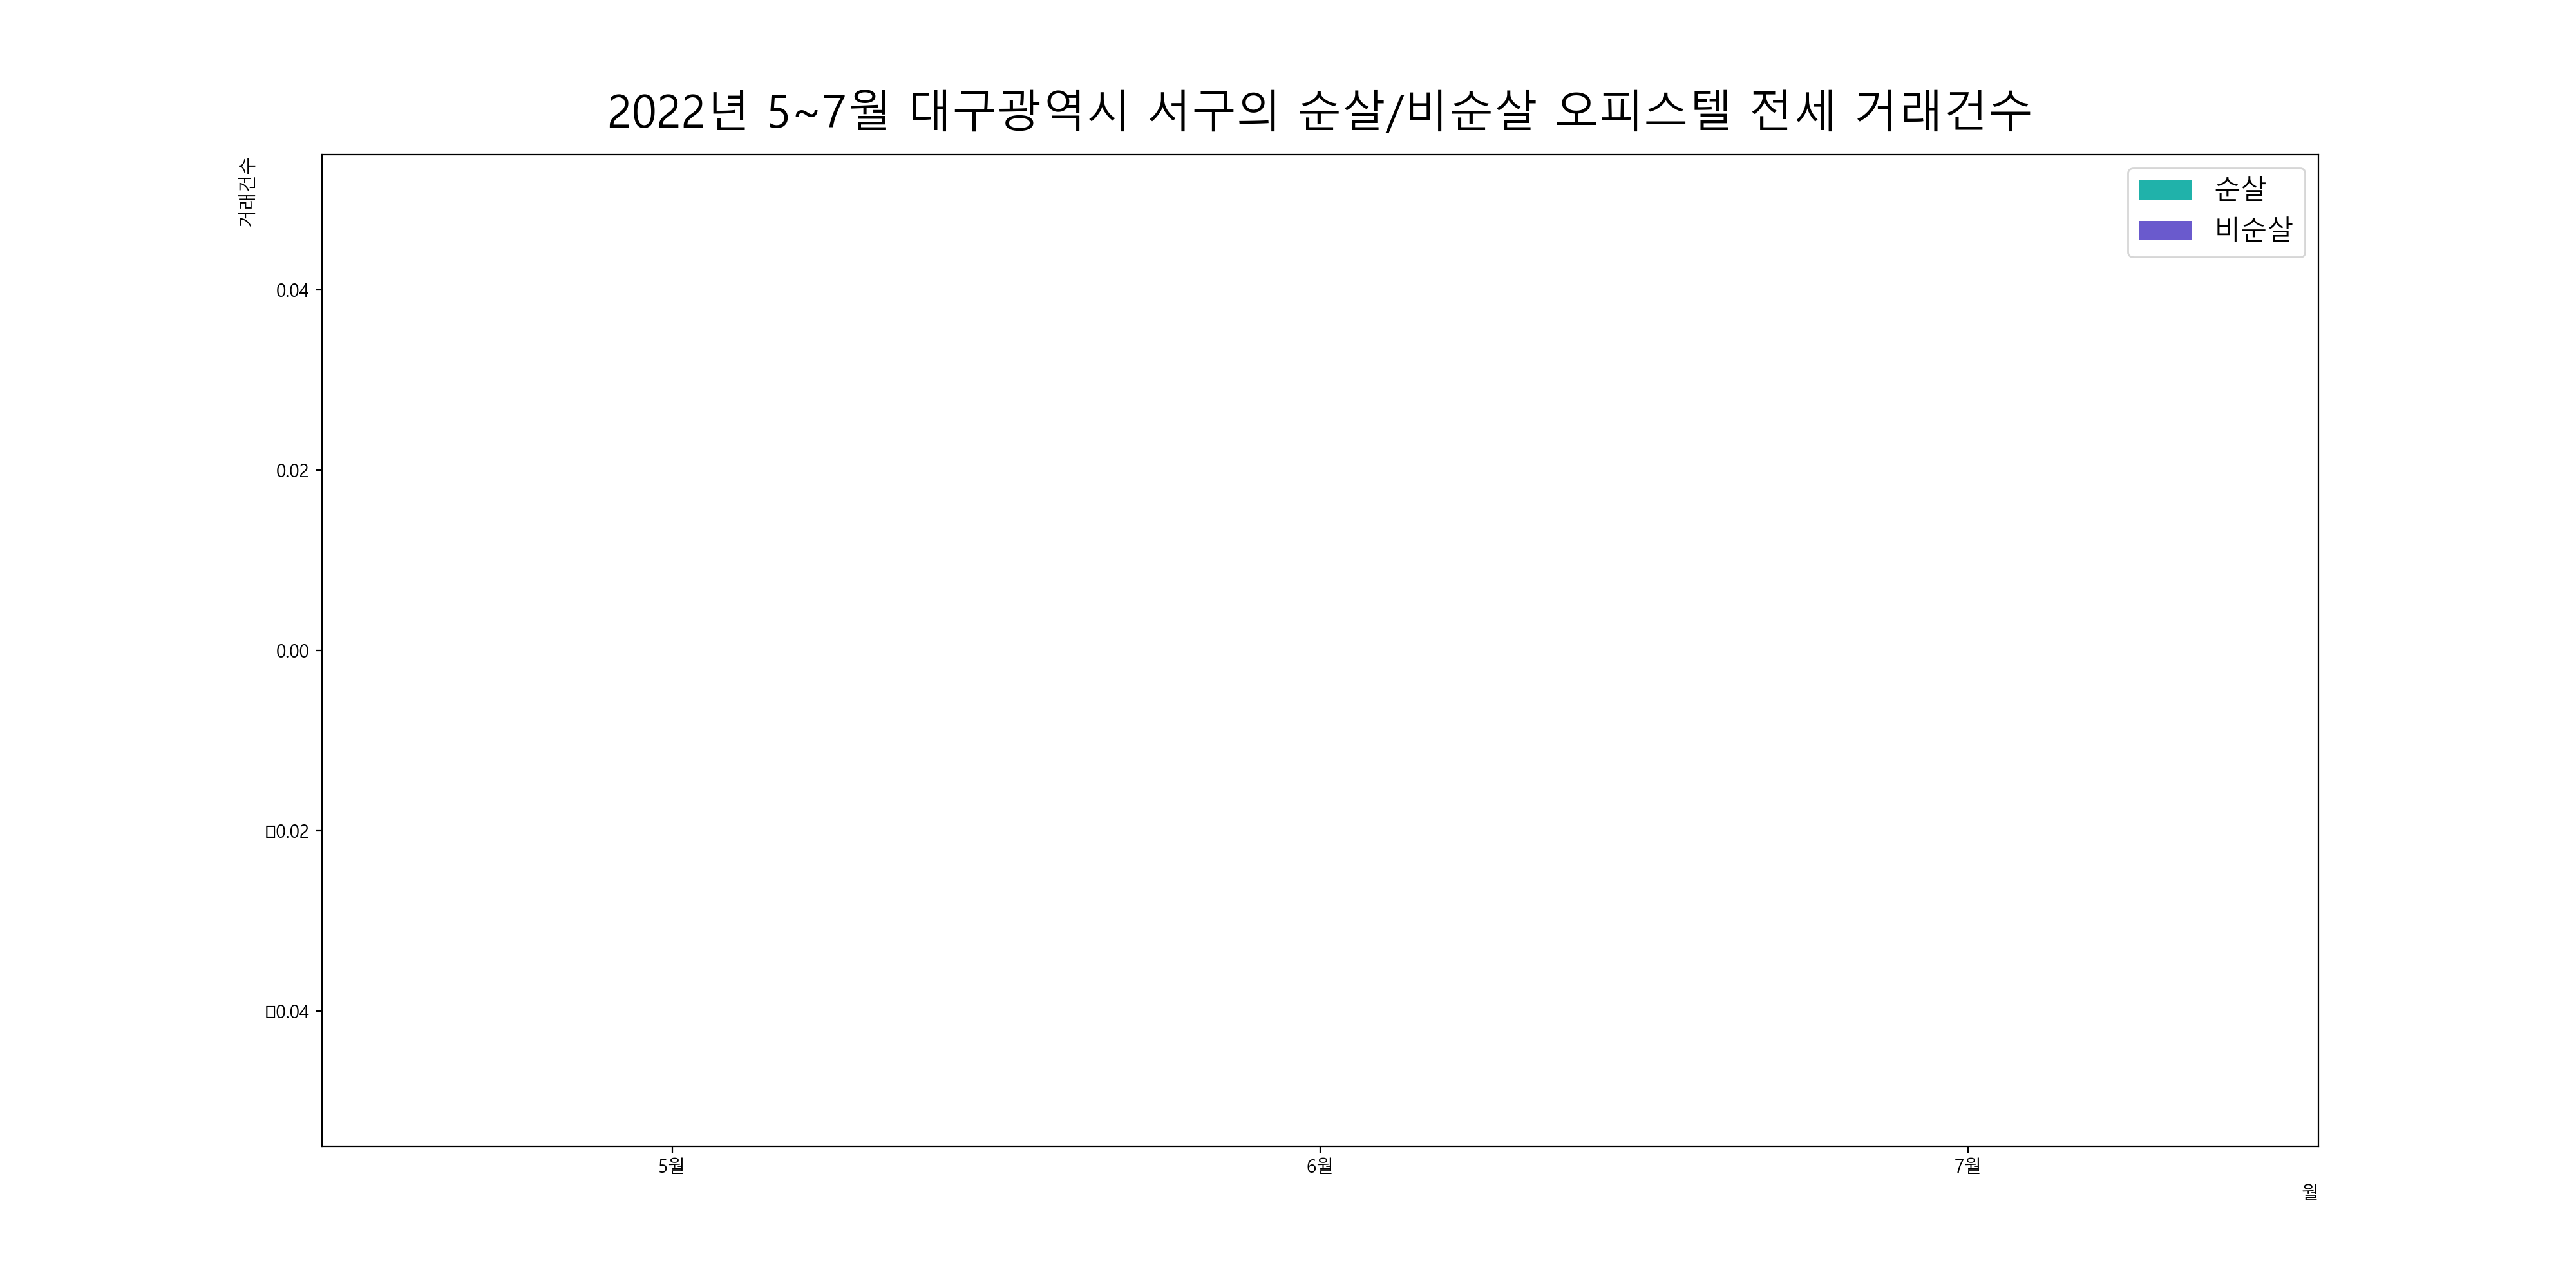 2022년 5~7월 대구광역시 서구의 순살/비순살 오피스텔 전세 거래건수
거래건수
순살
비순살
0.04
0.02
0.00
□0.02
□0.04
5월 6월 7월
월